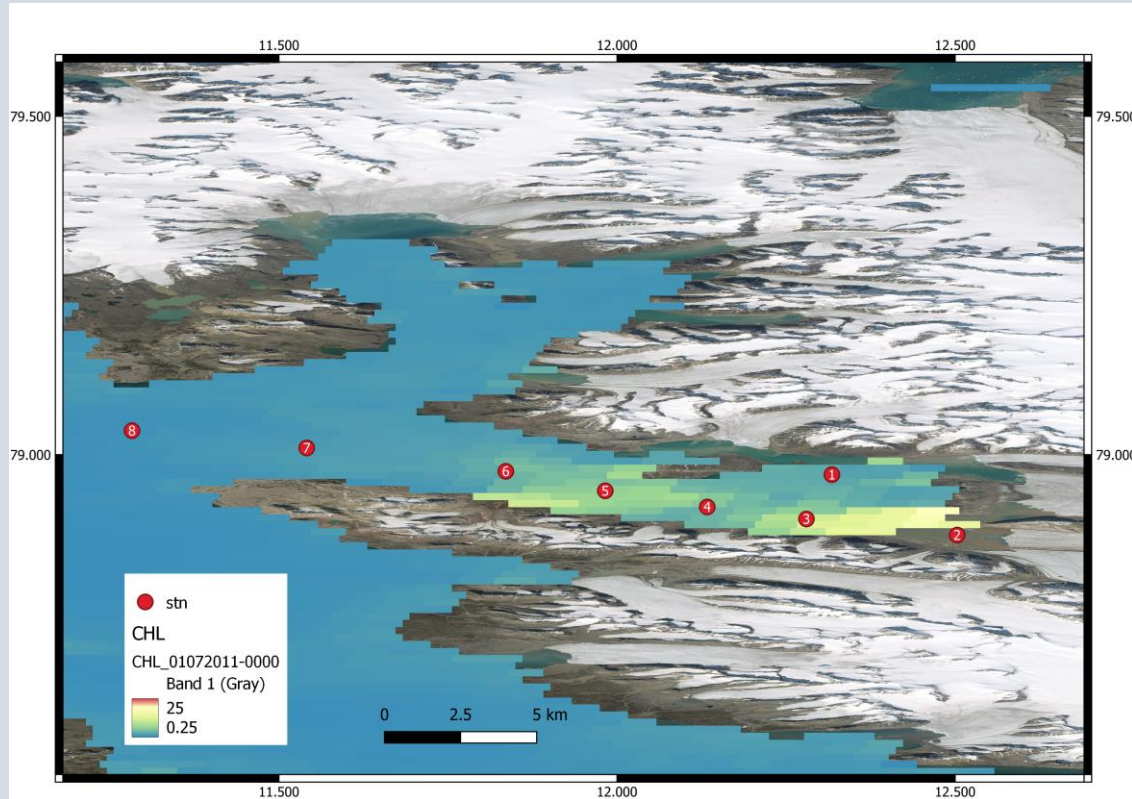 11.500 12.000 12.500
79.500 79.500
8 7 6 5 4 3 2 1
79.000 79.000
stn
CHL
CHL_01072011-0000
Band 1 (Gray)
25
0.25
0 2.5 5 km
11.500 12.000 12.500